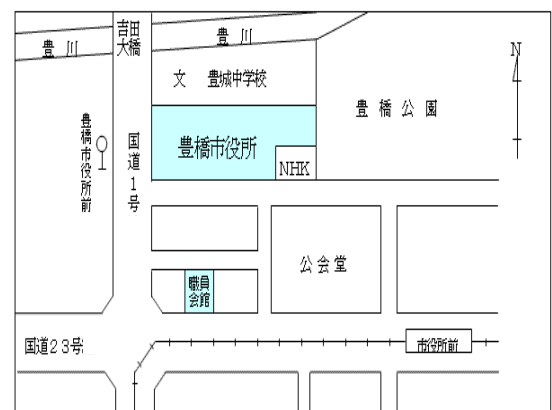 吉田
大橋
豊川
豊川
文 豊城中学校
豊橋公園
N
豊橋市役所前
国道1号
豊橋市役所
NHK
公会堂
職員
会館
国道23号
市役所前